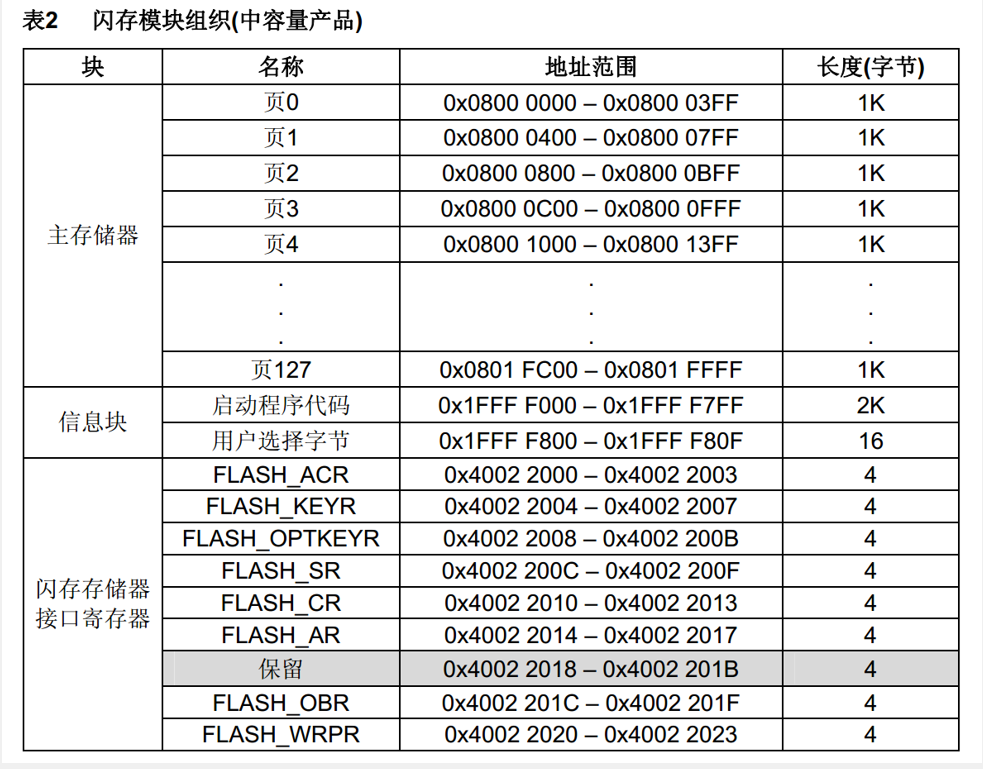 表2 闪存模块组织(中容量产品)
块 名称 地址范围 长度(字节)
主存储器 页0 0x0800 0000 – 0x0800 03FF 1K
页1 0x0800 0400 – 0x0800 07FF 1K
页2 0x0800 0800 – 0x0800 0BFF 1K
页3 0x0800 0C00 – 0x0800 0FFF 1K
页4 0x0800 1000 – 0x0800 13FF 1K
. . .
. . .
. . .
页127 0x0801 FC00 – 0x0801 FFFF 1K
信息块 启动程序代码 0x1FFF F000 – 0x1FFF F7FF 2K
用户选择字节 0x1FFF F800 – 0x1FFF F80F 16
闪存存储器
接口寄存器 FLASH_ACR 0x4002 2000 – 0x4002 2003 4
FLASH_KEYR 0x4002 2004 – 0x4002 2007 4
FLASH_OPTKEYR 0x4002 2008 – 0x4002 200B 4
FLASH_SR 0x4002 200C – 0x4002 200F 4
FLASH_CR 0x4002 2010 – 0x4002 2013 4
FLASH_AR 0x4002 2014 – 0x4002 2017 4
保留 0x4002 2018 – 0x4002 201B 4
FLASH_OBR 0x4002 201C – 0x4002 201F 4
FLASH_WRPR 0x4002 2020 – 0x4002 2023 4